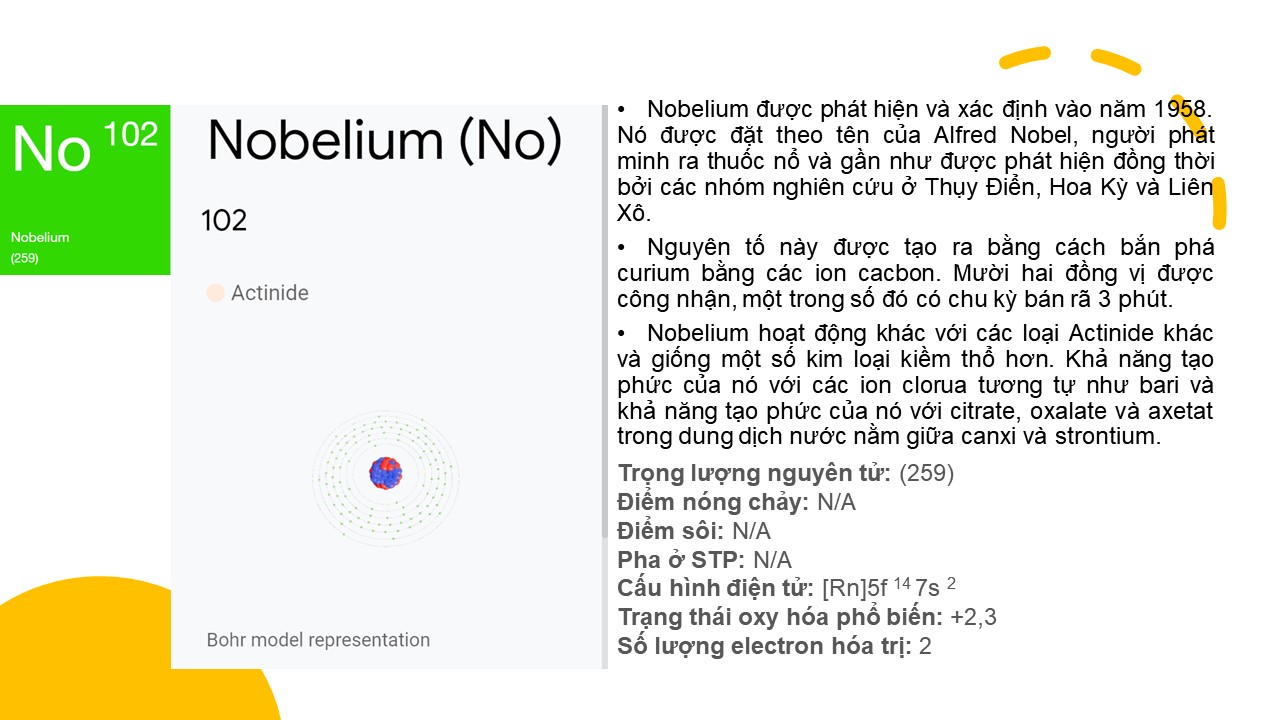 No 102
Nobelium
(259)
Nobelium (No)
102
Actinide
Bohr model representation
• Nobelium được phát hiện và xác định vào năm 1958.
Nó được đặt theo tên của Alfred Nobel, người phát
minh ra thuốc nổ và gần như được phát hiện đồng thời
bởi các nhóm nghiên cứu ở Thụy Điển, Hoa Kỳ và Liên
Xô.
• Nguyên tố này được tạo ra bằng cách bắn phá
curium bằng các ion cacbon. Mười hai đồng vị được
công nhận, một trong số đó có chu kỳ bán rã 3 phút.
• Nobelium hoạt động khác với các loại Actinide khác
và giống một số kim loại kiềm thổ hơn. Khả năng tạo
phức của nó với các ion clorua tương tự như bari và
khả năng tạo phức của nó với citrate, oxalate và axetat
trong dung dịch nước nằm giữa canxi và strontium.
Trọng lượng nguyên tử: (259)
Điểm nóng chảy: N/A
Điểm sôi: N/A
Pha ở STP: N/A
Cấu hình điện tử: [Rn]5f ¹⁴ 7s ²
Trạng thái oxy hóa phổ biến: +2,3
Số lượng electron hóa trị: 2